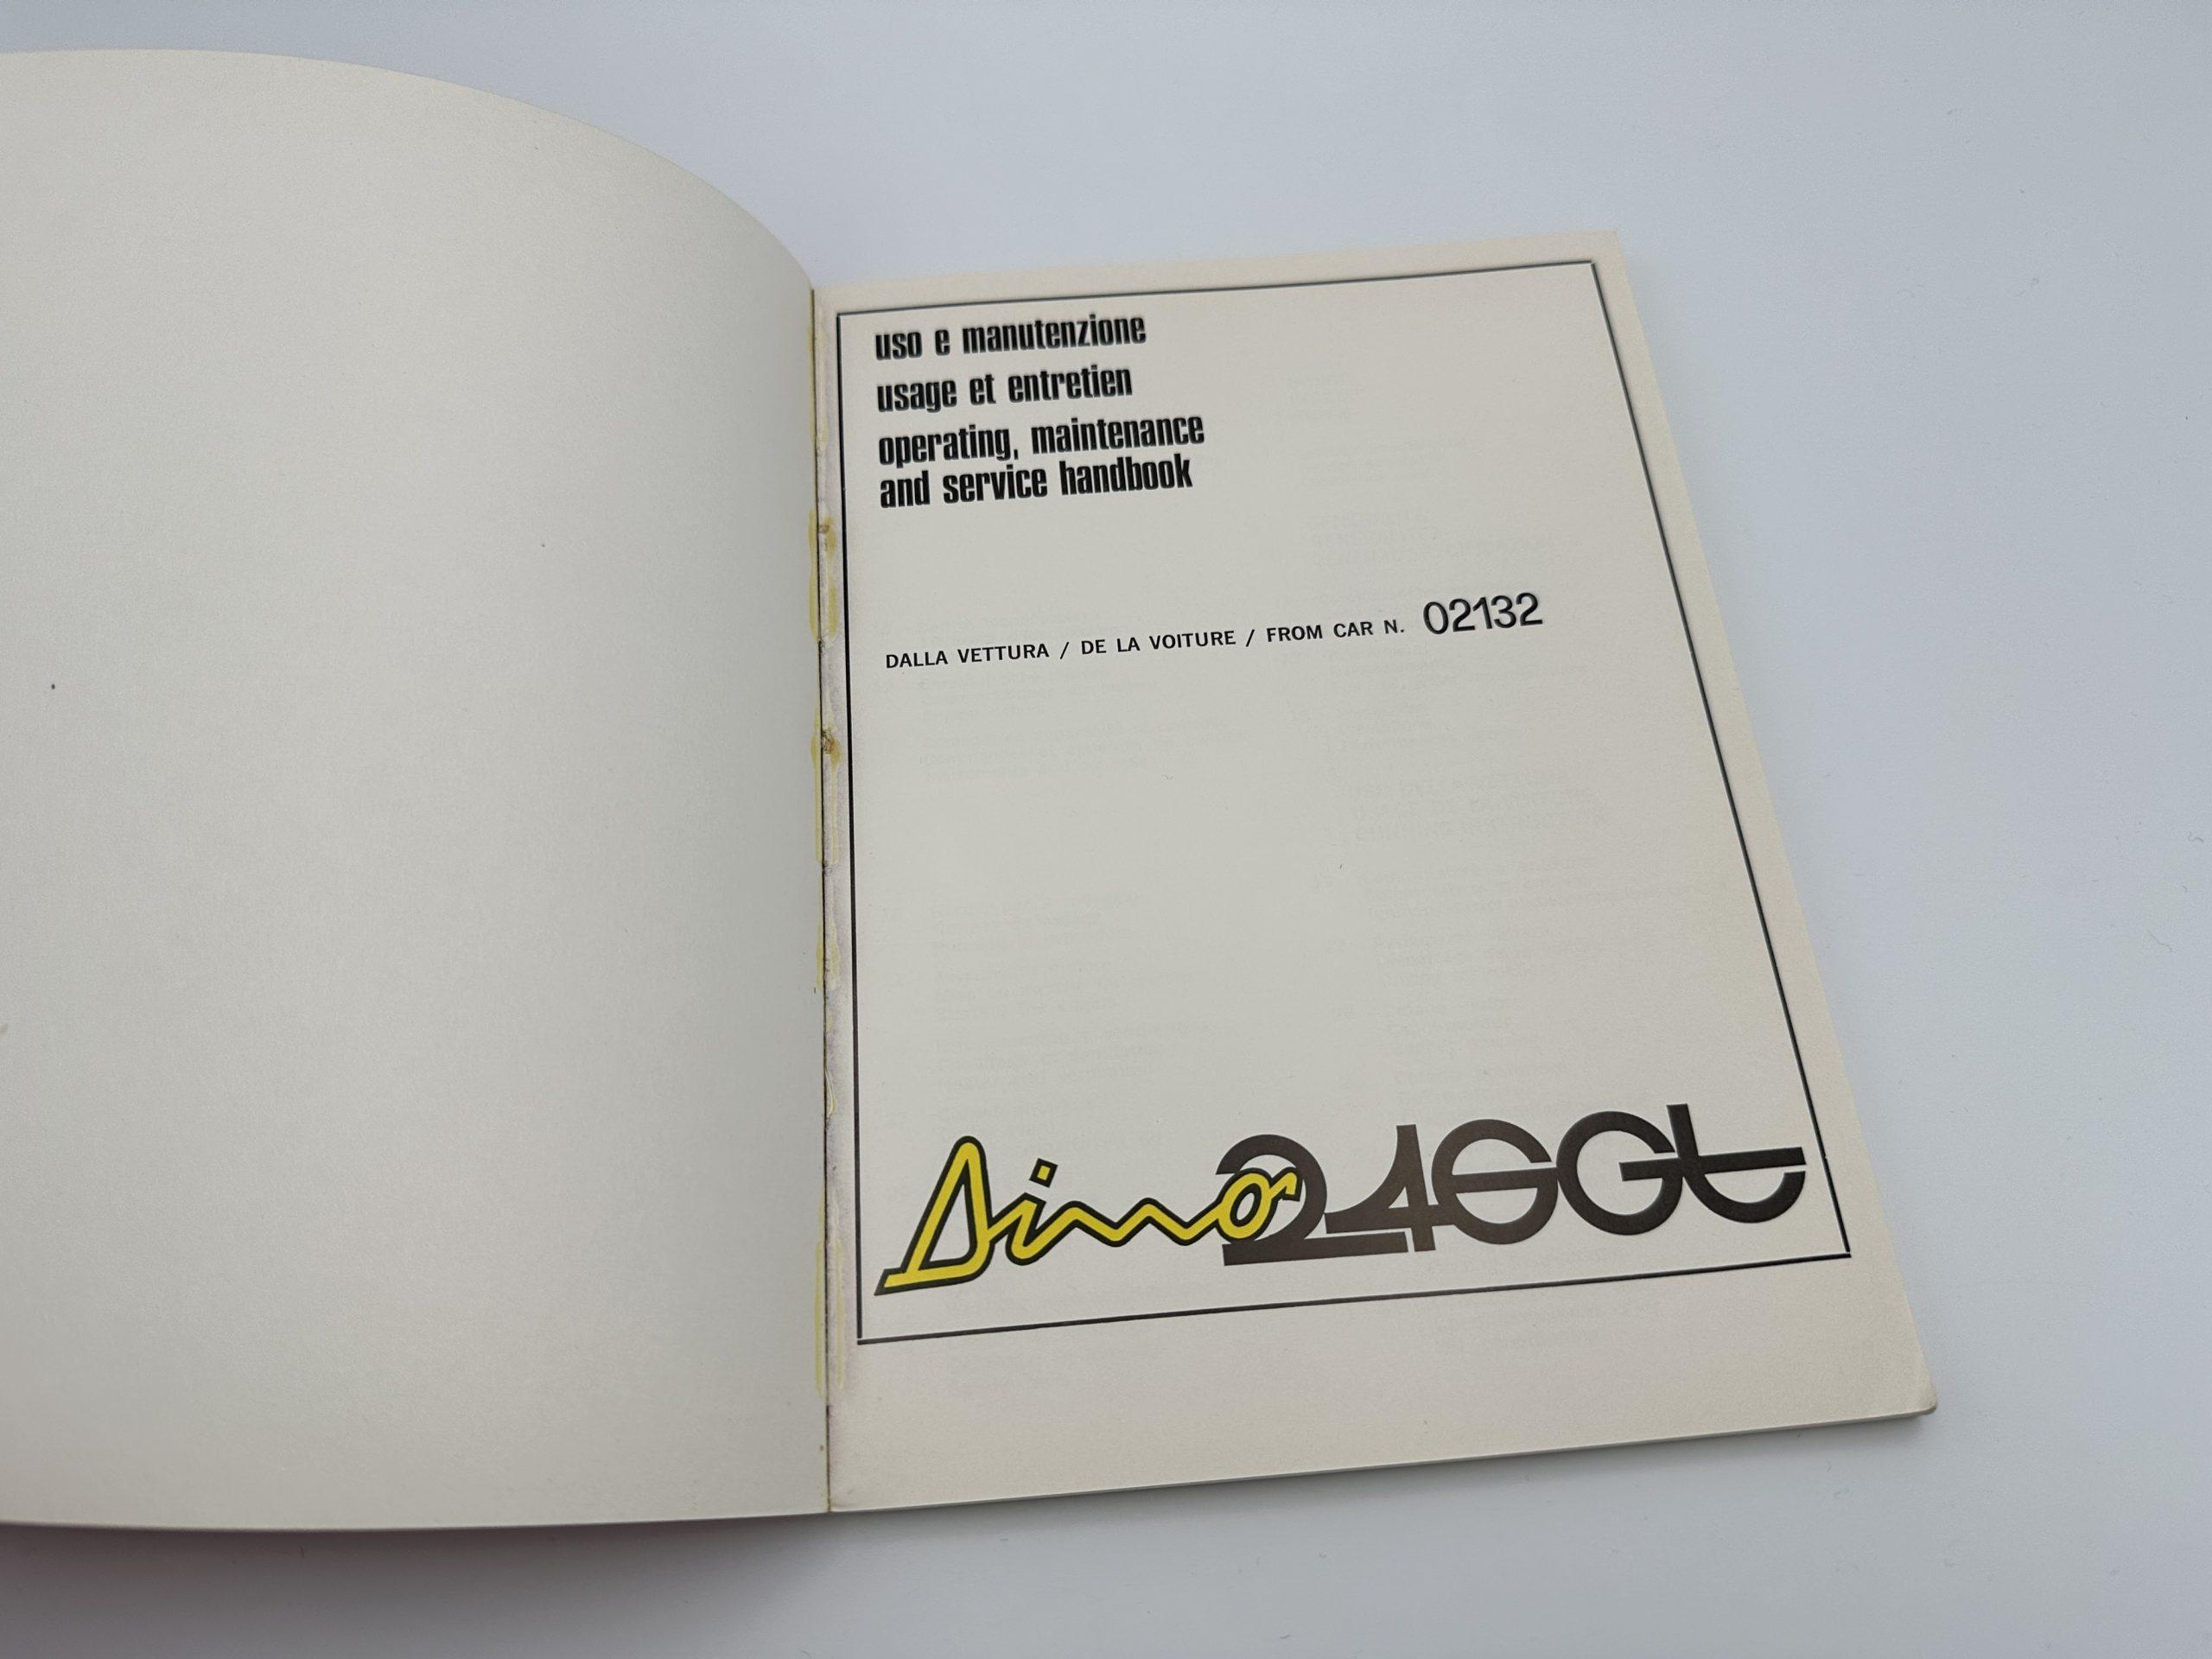 uso e manutenzione
usage et entretien
operating, maintenance
and service handbook
DALLA VETTURA / DE LA VOITURE / FROM CAR N. 02132
Dino 246Gt